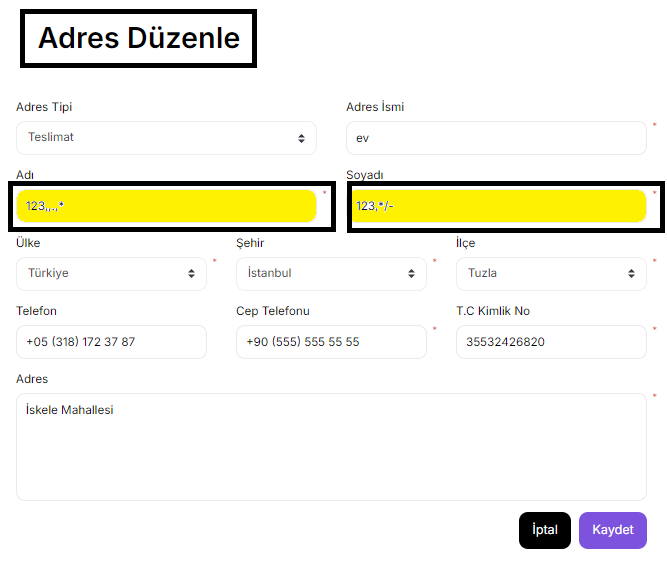 Adres Düzenle
Adres Tipi
Adres İsmi
Teslimat
*
ev
Adı
Soyadı
*
*
123,,.,*
123,*/-
Ülke
Şehir
İlçe
*
*
*
Türkiye
İstanbul
Tuzla
Telefon
Cep Telefonu
T.C Kimlik No
*
*
+05 (318) 172 37 87
+90 (555) 555 55 55
35532426820
Adres
*
İskele Mahallesi
İptal
Kaydet